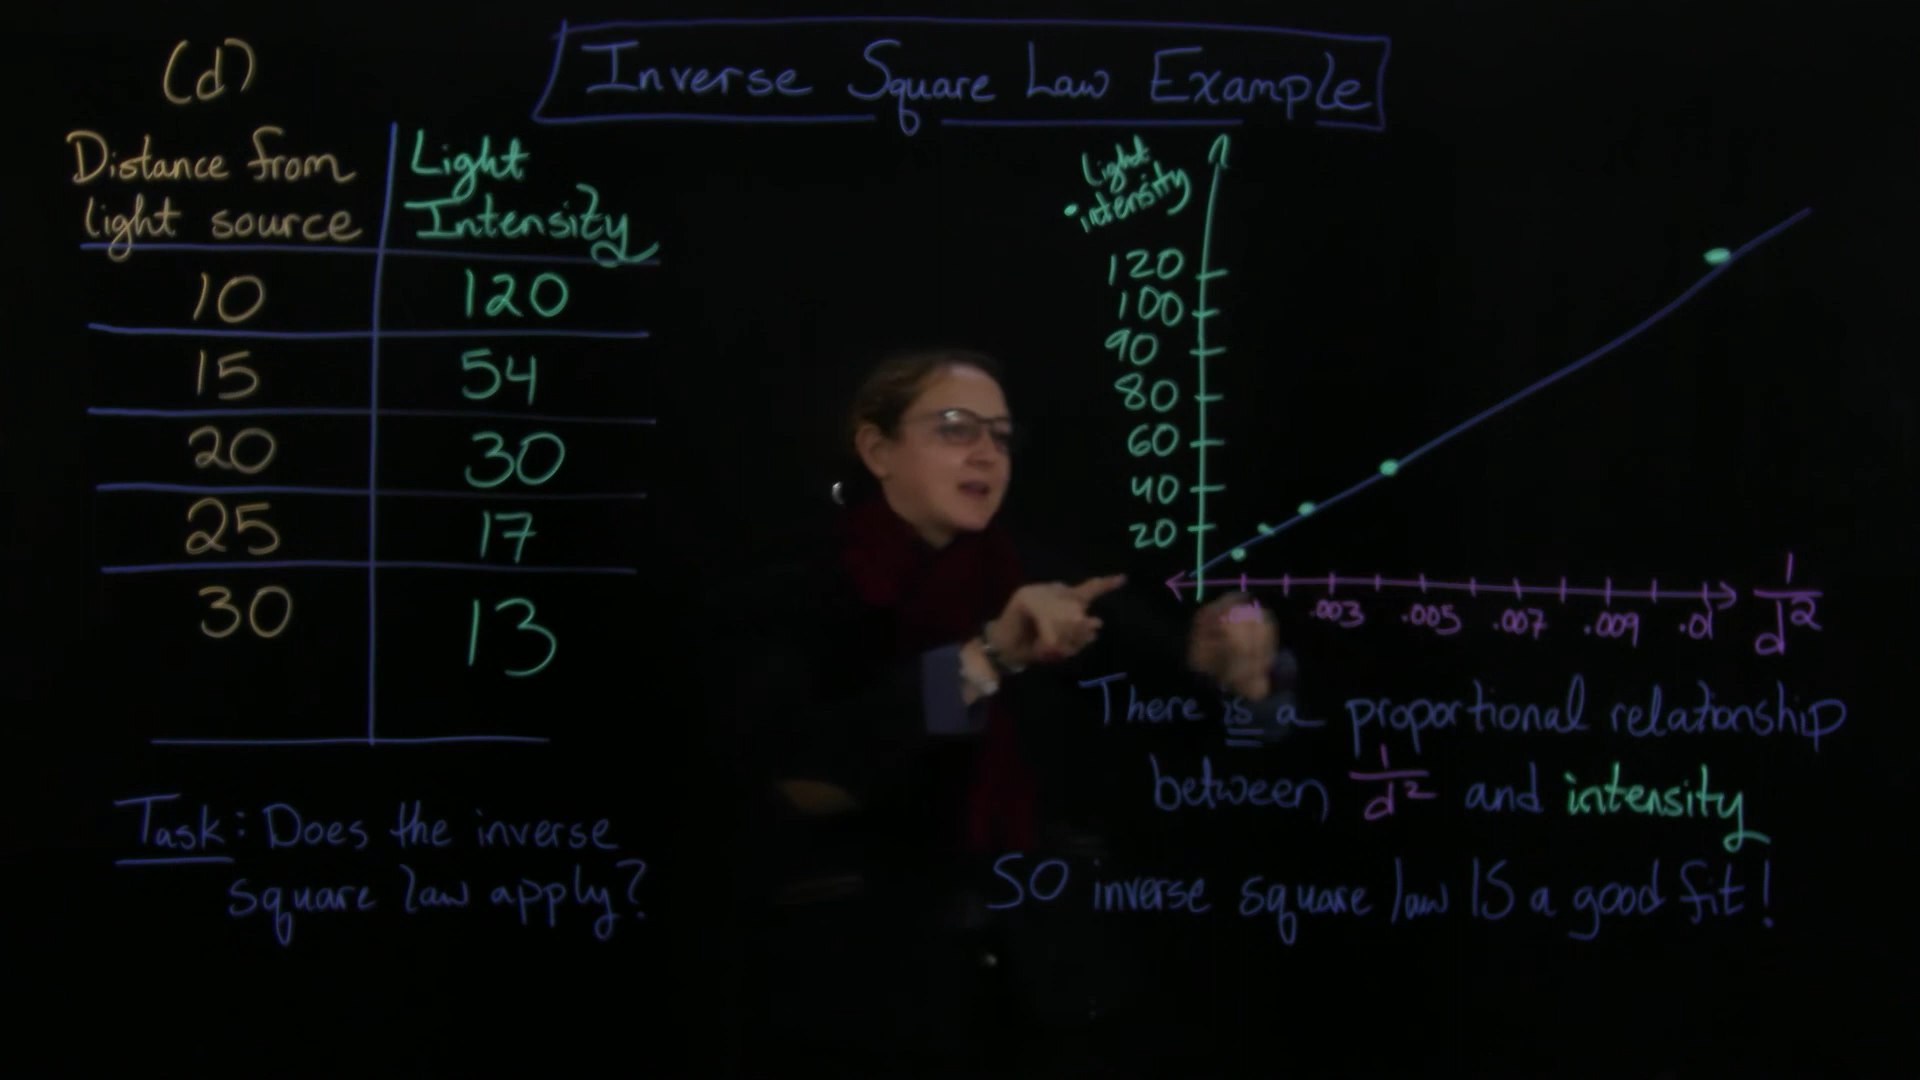 Inverse Square Law Example
(d)
Distance from
light source
Light
Intensity
10 120
15 54
20 30
25 17
30 13
Task: Does the inverse
square law apply?
Light
intensity
120
100
90
80
60
40
20
.001 .003 .005 .007 .009 .01
1
d2
There is a proportional relationship
between 1/d2 and intensity
SO inverse square law IS a good fit!